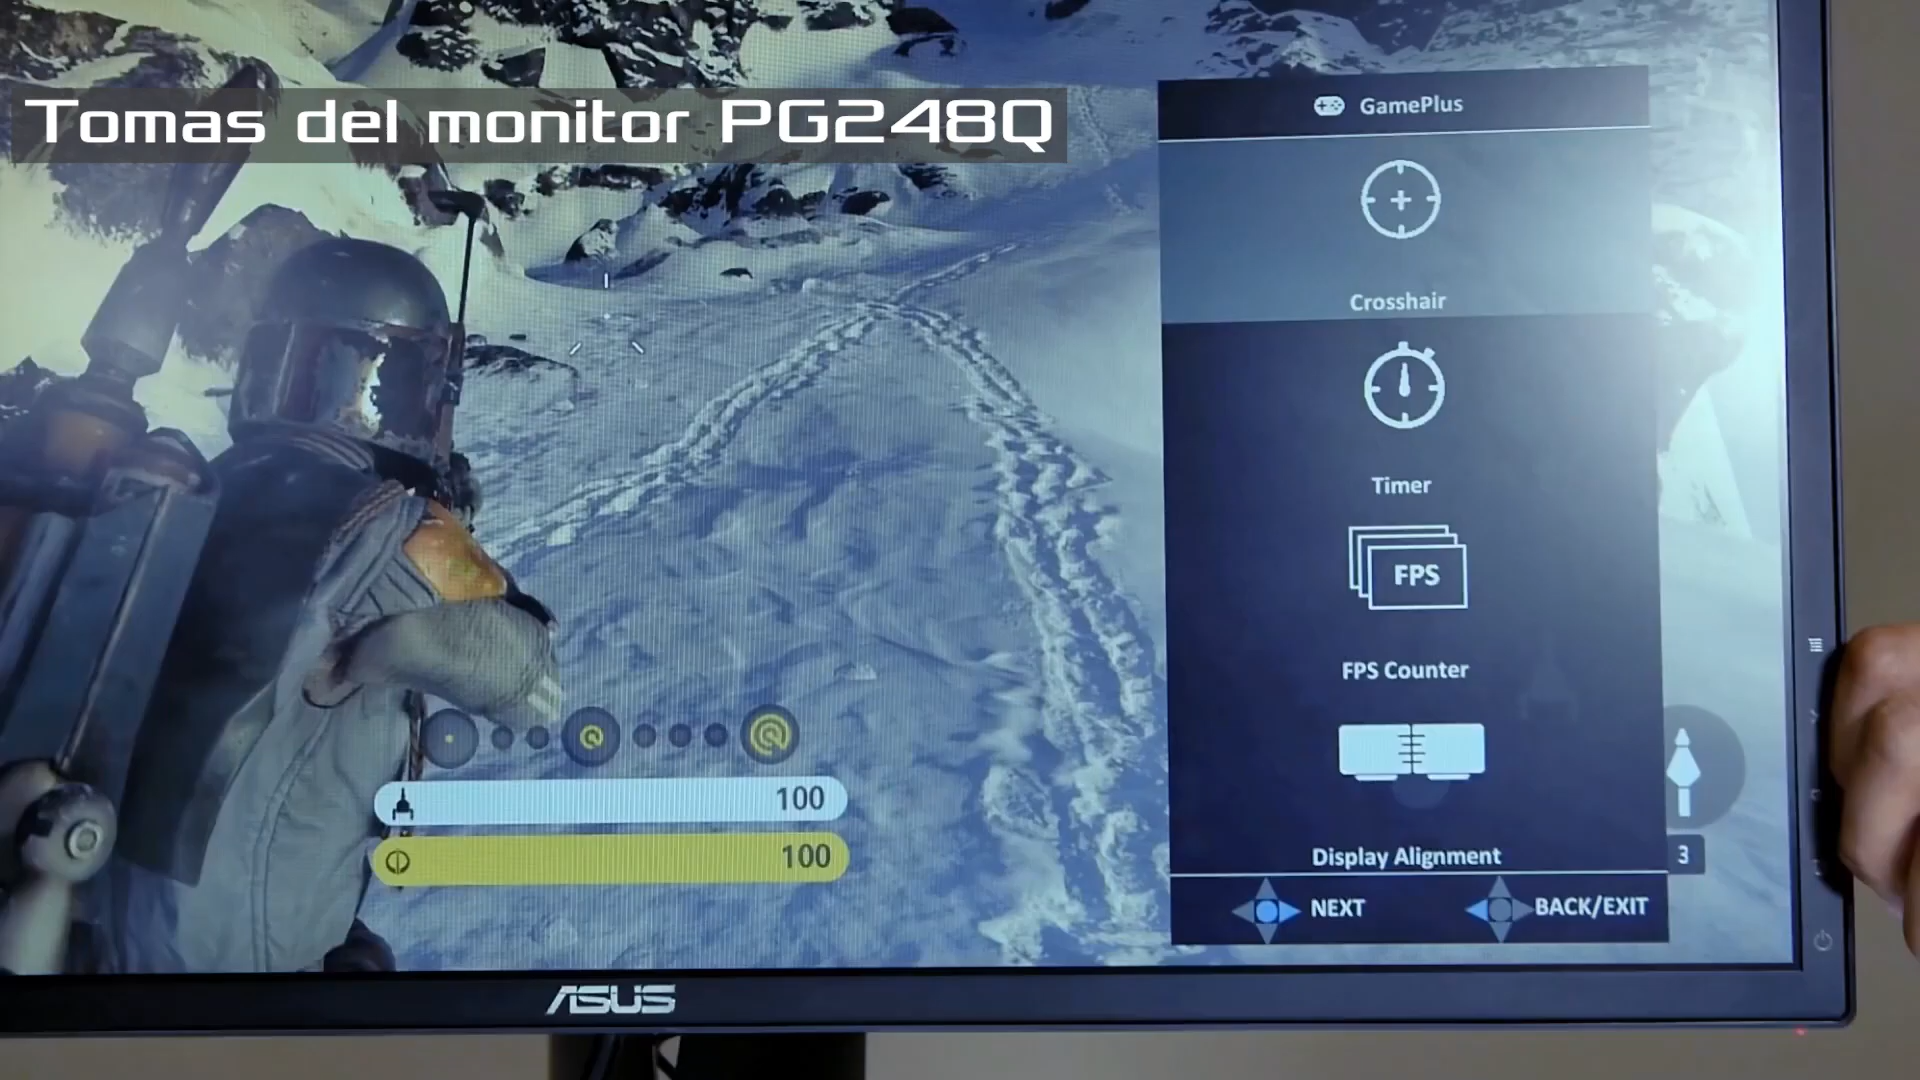 Tomas del monitor PG248Q
GamePlus
Crosshair
Timer
FPS
FPS Counter
Display Alignment
NEXT
BACK/EXIT
100
100
3
ASUS